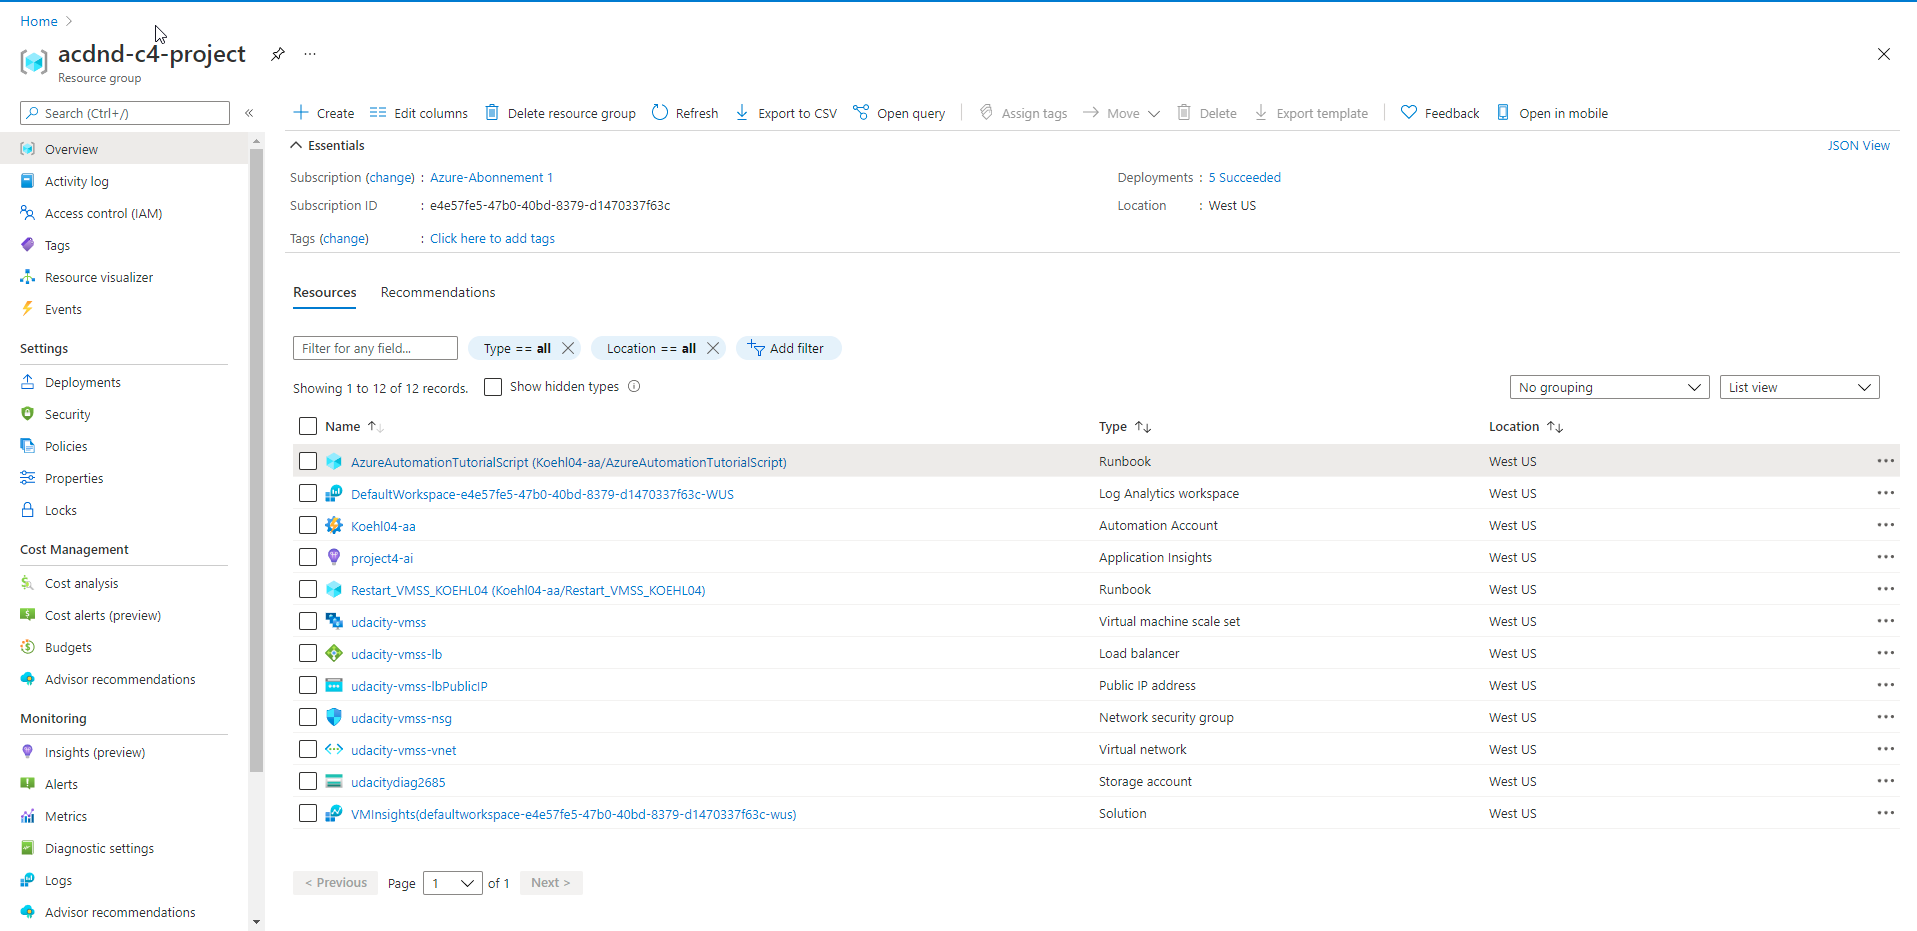 Home
acdnd-c4-project
Resource group
Search (Ctrl+/)
Overview
Activity log
Access control (IAM)
Tags
Resource visualizer
Events
Settings
Deployments
Security
Policies
Properties
Locks
Cost Management
Cost analysis
Cost alerts (preview)
Budgets
Advisor recommendations
Monitoring
Insights (preview)
Alerts
Metrics
Diagnostic settings
Logs
Advisor recommendations
Create Edit columns Delete resource group Refresh Export to CSV Open query Assign tags Move Delete Export template Feedback Open in mobile
Essentials JSON View
Subscription (change) : Azure-Abonnement 1 Deployments : 5 Succeeded
Subscription ID : e4e57fe5-47b0-40bd-8379-d1470337f63c Location : West US
Tags (change) : Click here to add tags
Resources Recommendations
Filter for any field... Type == all Location == all Add filter
Showing 1 to 12 of 12 records. Show hidden types No grouping List view
Name Type Location
AzureAutomationTutorialScript (Koehl04-aa/AzureAutomationTutorialScript) Runbook West US
DefaultWorkspace-e4e57fe5-47b0-40bd-8379-d1470337f63c-WUS Log Analytics workspace West US
Koehl04-aa Automation Account West US
project4-ai Application Insights West US
Restart_VMSS_KOEHL04 (Koehl04-aa/Restart_VMSS_KOEHL04) Runbook West US
udacity-vmss Virtual machine scale set West US
udacity-vmss-lb Load balancer West US
udacity-vmss-lbPublicIP Public IP address West US
udacity-vmss-nsg Network security group West US
udacity-vmss-vnet Virtual network West US
udacitydiag2685 Storage account West US
VMInsights(defaultworkspace-e4e57fe5-47b0-40bd-8379-d1470337f63c-wus) Solution West US
< Previous Page 1 of 1 Next >